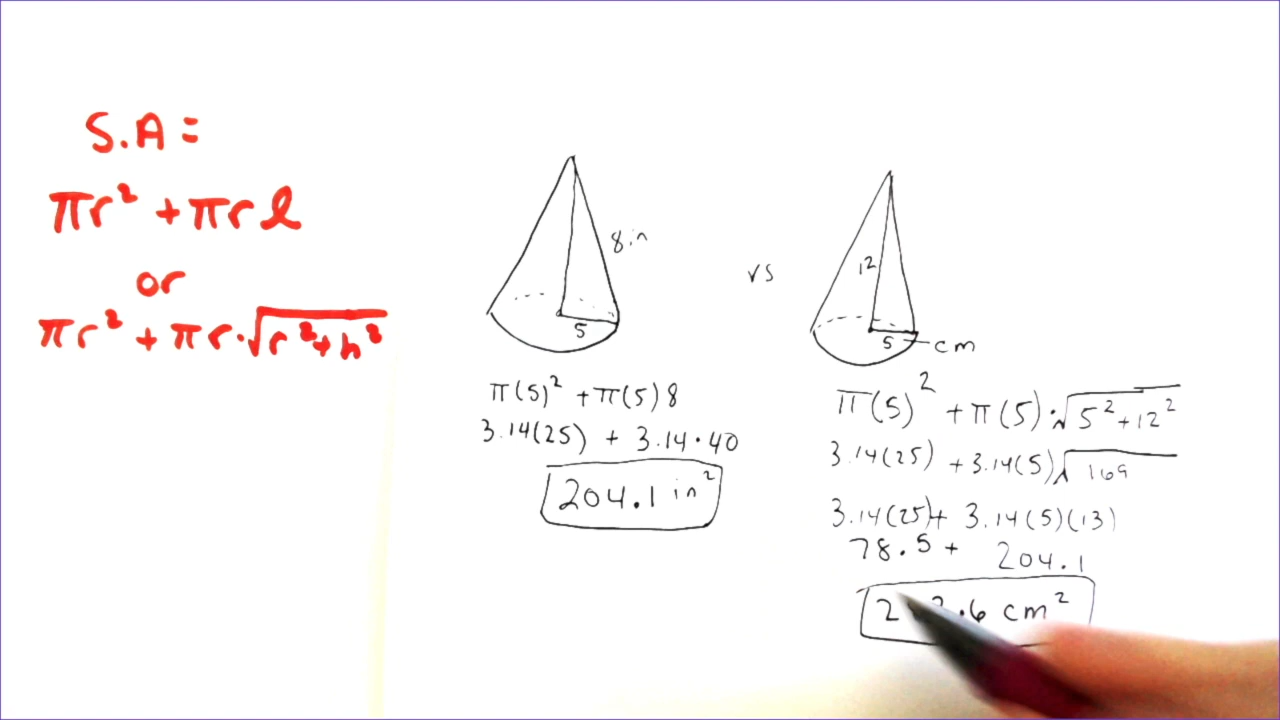 S.A =
πr² + πrl
or
πr² + πr·√r²+h²
8in
5
vs
12
5
cm
π(5)² + π(5)8
3.14(25) + 3.14·40
204.1 in²
π(5)² + π(5)·√5²+12²
3.14(25) + 3.14(5)√169
3.14(25)+ 3.14(5)(13)
78.5 + 204.1
cm²